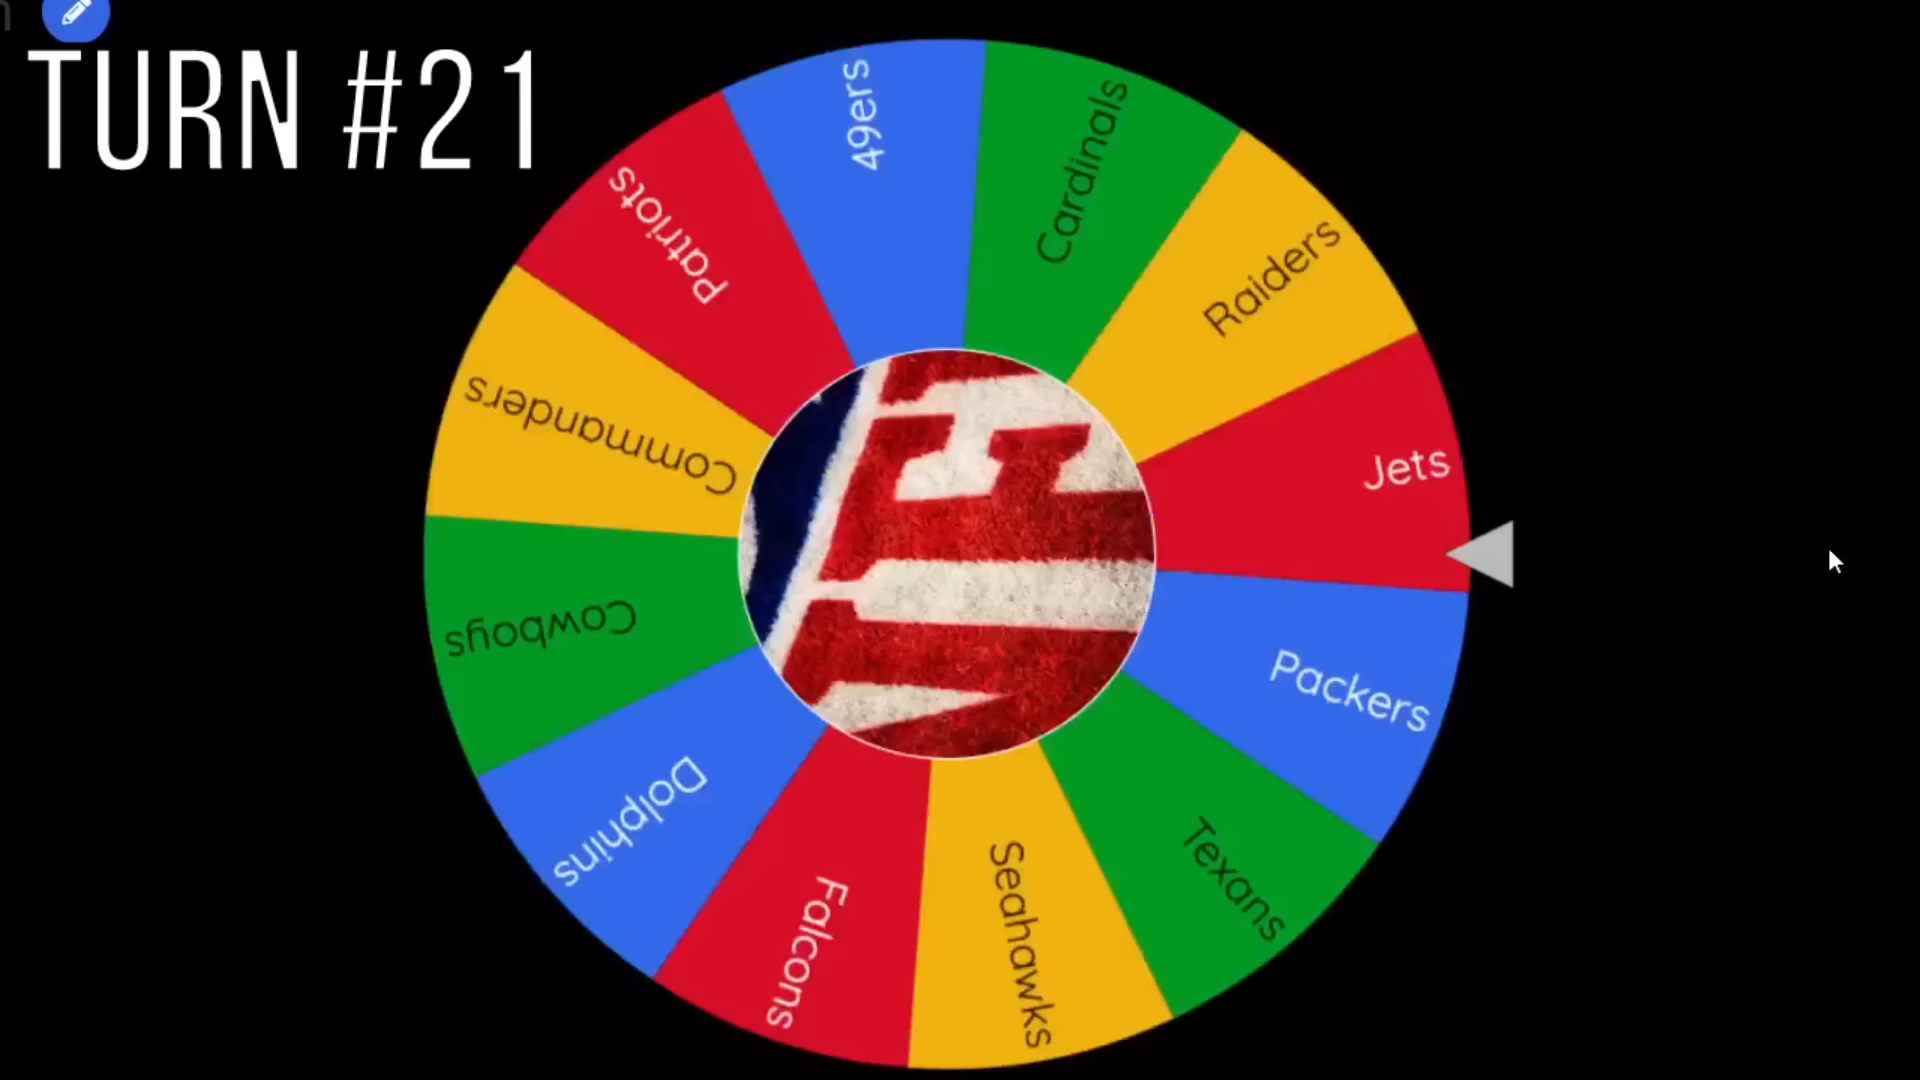 TURN #21
49ers
Cardinals
Raiders
Jets
Packers
Texans
Seahawks
Falcons
Dolphins
Cowboys
Commanders
Patriots